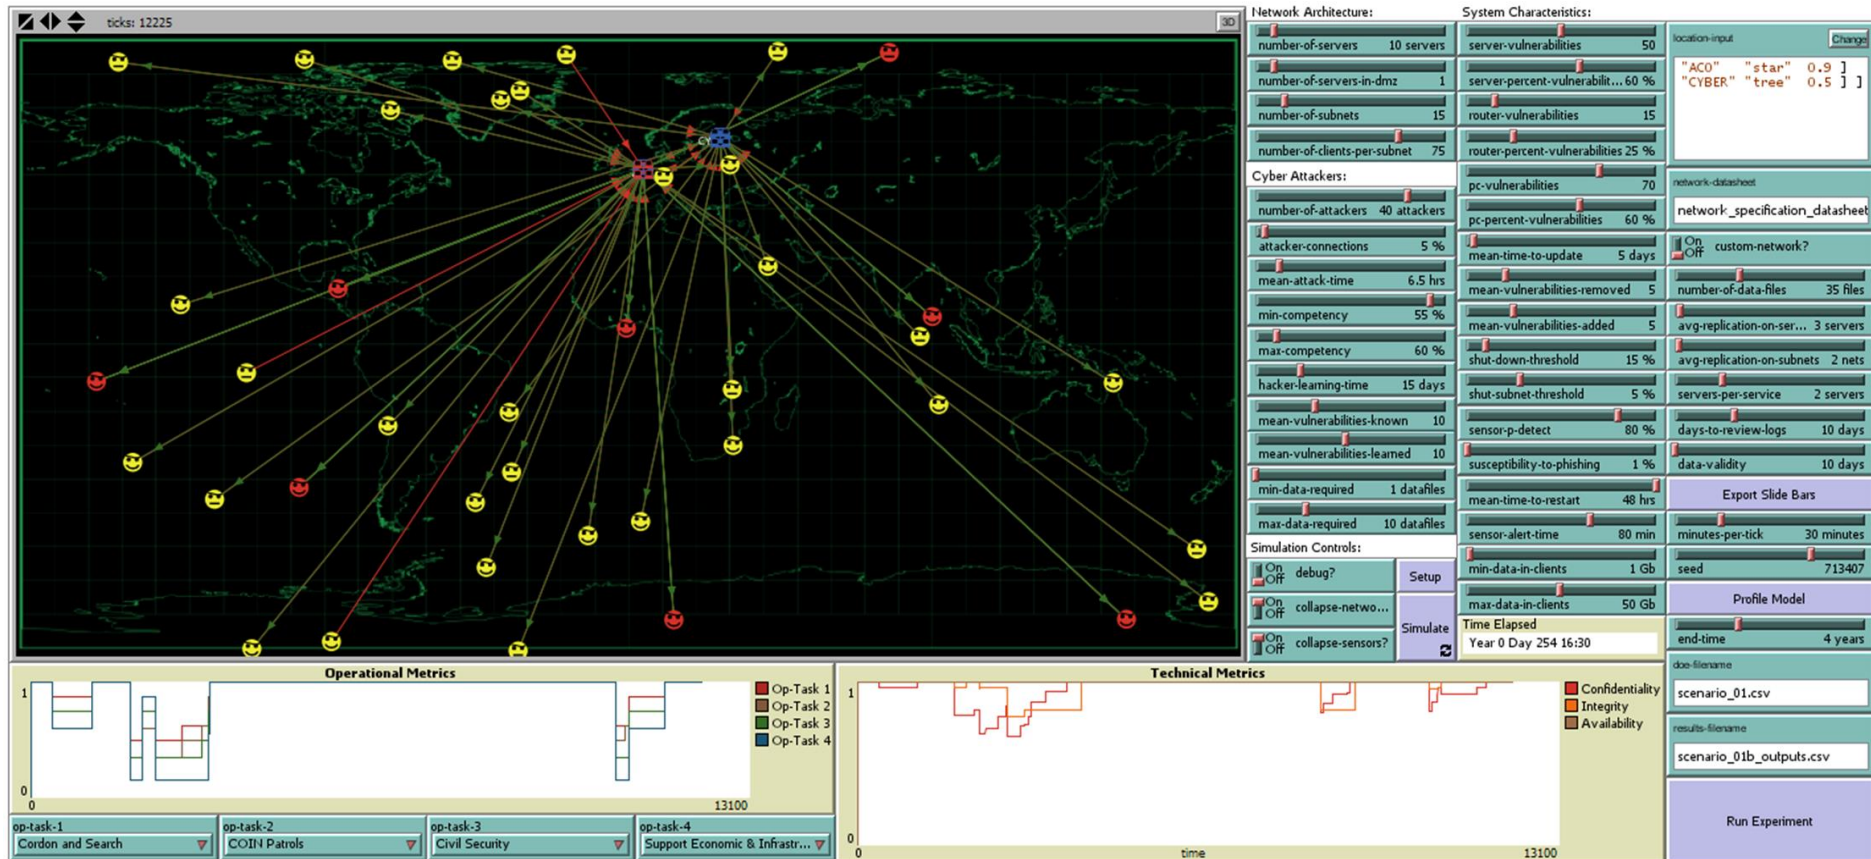 ticks: 12225
3D
CY
Network Architecture:
number-of-servers 10 servers
number-of-servers-in-dmz 1
number-of-subnets 15
number-of-clients-per-subnet 75
Cyber Attackers:
number-of-attackers 40 attackers
attacker-connections 5 %
mean-attack-time 6.5 hrs
min-competency 55 %
max-competency 60 %
hacker-learning-time 15 days
mean-vulnerabilities-known 10
mean-vulnerabilities-learned 10
min-data-required 1 datafiles
max-data-required 10 datafiles
Simulation Controls:
On
Off
debug?
Setup
On
Off
collapse-netwo...
On
Off
collapse-sensors?
Simulate
System Characteristics:
server-vulnerabilities 50
server-percent-vulnerabilit... 60 %
router-vulnerabilities 15
router-percent-vulnerabilities 25 %
pc-vulnerabilities 70
pc-percent-vulnerabilities 60 %
mean-time-to-update 5 days
mean-vulnerabilities-removed 5
mean-vulnerabilities-added 5
shut-down-threshold 15 %
shut-subnet-threshold 5 %
sensor-p-detect 80 %
susceptibility-to-phishing 1 %
mean-time-to-restart 48 hrs
sensor-alert-time 80 min
min-data-in-clients 1 Gb
max-data-in-clients 50 Gb
Time Elapsed
Year 0 Day 254 16:30
location-input Change
"ACO" "star" 0.9 ]
"CYBER" "tree" 0.5 ] ]
network-datasheet
network_specification_datasheet
On
Off
custom-network?
number-of-data-files 35 files
avg-replication-on-ser... 3 servers
avg-replication-on-subnets 2 nets
servers-per-service 2 servers
days-to-review-logs 10 days
data-validity 10 days
Export Slide Bars
minutes-per-tick 30 minutes
seed 713407
Profile Model
end-time 4 years
doe-filename
scenario_01.csv
results-filename
scenario_01b_outputs.csv
Run Experiment
Operational Metrics
1
0
0
13100
Op-Task 1
Op-Task 2
Op-Task 3
Op-Task 4
op-task-1
Cordon and Search
op-task-2
COIN Patrols
op-task-3
Civil Security
op-task-4
Support Economic & Infrastr...
Technical Metrics
1
0
0
time
13100
Confidentiality
Integrity
Availability